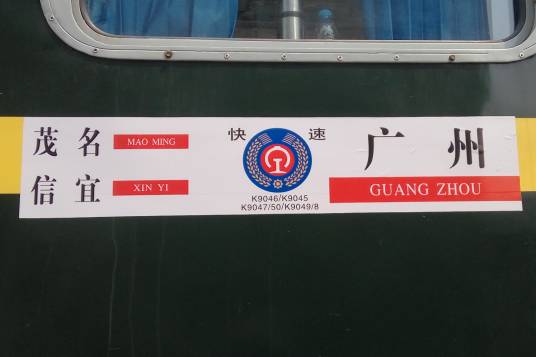 茂名 MAO MING
信宜 XIN YI
快速
K9046/K9045
K9047/50/K9049/8
广州
GUANG ZHOU